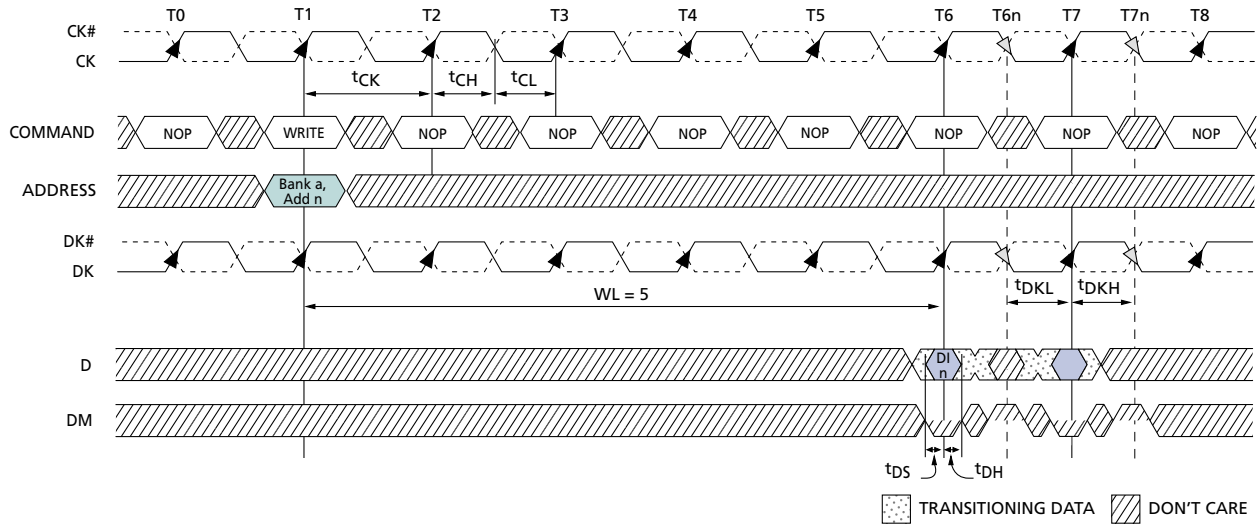 T0 T1 T2 T3 T4 T5 T6 T6n T7 T7n T8
CK#
CK
tCK tCH tCL
COMMAND NOP WRITE NOP NOP NOP NOP NOP NOP NOP
ADDRESS Bank a,
Add n
DK#
DK
WL = 5 tDKL tDKH
D DI
n
DM
tDS tDH
TRANSITIONING DATA DON'T CARE